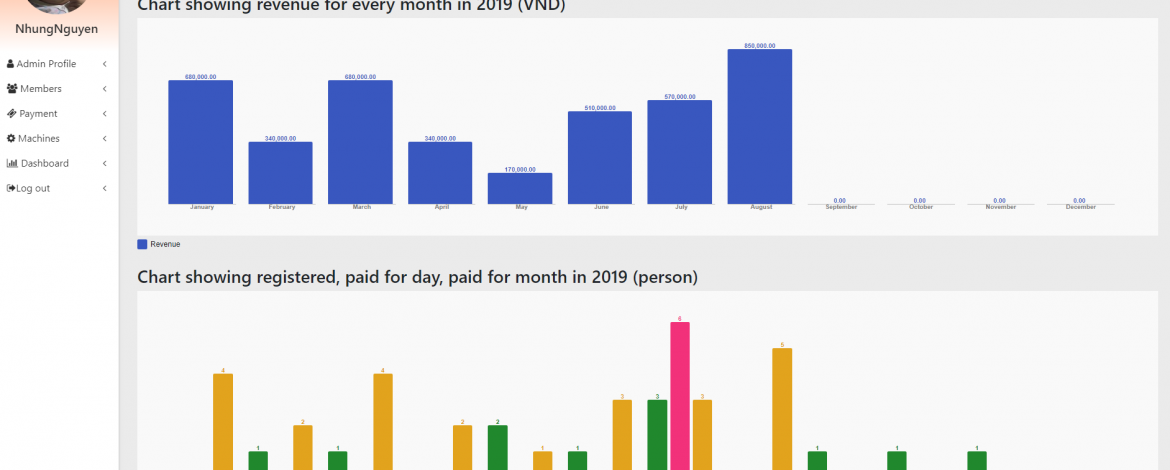 Chart showing revenue for every month in 2019 (VND)
NhungNguyen
Admin Profile
Members
Payment
Machines
Dashboard
Log out
850,000.00
680,000.00 680,000.00
570,000.00
510,000.00
340,000.00 340,000.00
170,000.00
0.00 0.00 0.00 0.00
January February March April May June July August September October November December
Revenue
Chart showing registered, paid for day, paid for month in 2019 (person)
6
5
4 4
3 3 3
2 2 2
1 1 1 1 1 1 1